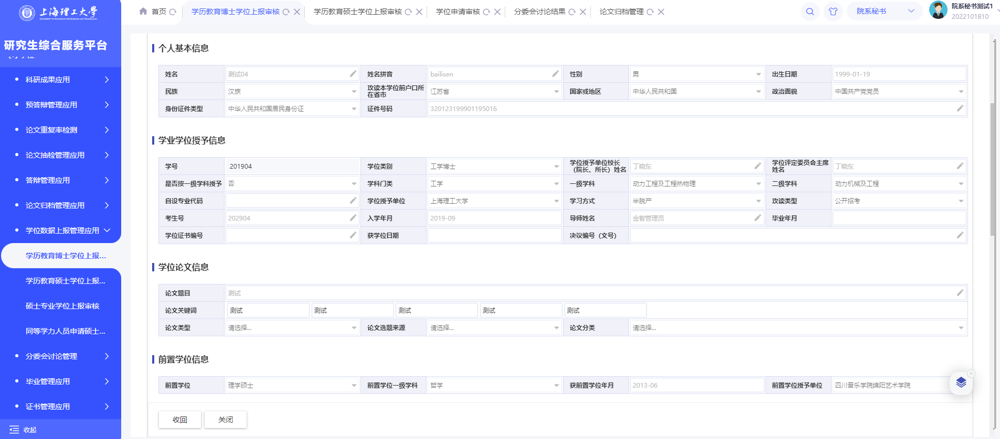 上海理工大学
UNIVERSITY OF SHANGHAI FOR SCIENCE AND TECHNOLOGY
研究生综合服务平台
首页
学历教育博士学位上报审核
学历教育硕士学位上报审核
学位申请审核
分委会讨论结果
论文归档管理
院系秘书
院系秘书测试1
2022101810
科研成果应用
预答辩管理应用
论文重复率检测
论文抽检管理应用
答辩管理应用
论文归档管理应用
学位数据上报管理应用
学历教育博士学位上报...
学历教育硕士学位上报...
硕士专业学位上报审核
同等学力人员申请硕士...
分委会讨论管理
毕业管理应用
证书管理应用
收起
个人基本信息
姓名 测试04 姓名拼音 bailisen 性别 男 出生日期 1999-01-19
民族 汉族 攻读本学位前户口所在省市 江苏省 国家或地区 中华人民共和国 政治面貌 中国共产党党员
身份证件类型 中华人民共和国居民身份证 证件号码 320123199901195016
学业学位授予信息
学号 201904 学位类别 工学博士 学位授予单位校长（院长、所长）姓名 丁晓东 学位评定委员会主席姓名 丁晓东
是否按一级学科授予 否 学科门类 工学 一级学科 动力工程及工程热物理 二级学科 动力机械及工程
自设专业代码 学位授予单位 上海理工大学 学习方式 半脱产 攻读类型 公开招考
考生号 202904 入学年月 2019-09 导师姓名 金智管理员 毕业年月
学位证书编号 获学位日期 决议编号（文号）
学位论文信息
论文题目 测试
论文关键词 测试 测试 测试 测试 测试
论文类型 请选择... 论文选题来源 请选择... 论文分类 请选择...
前置学位信息
前置学位 理学硕士 前置学位一级学科 哲学 获前置学位年月 2013-06 前置学位授予单位 四川音乐学院绵阳艺术学院
收回
关闭